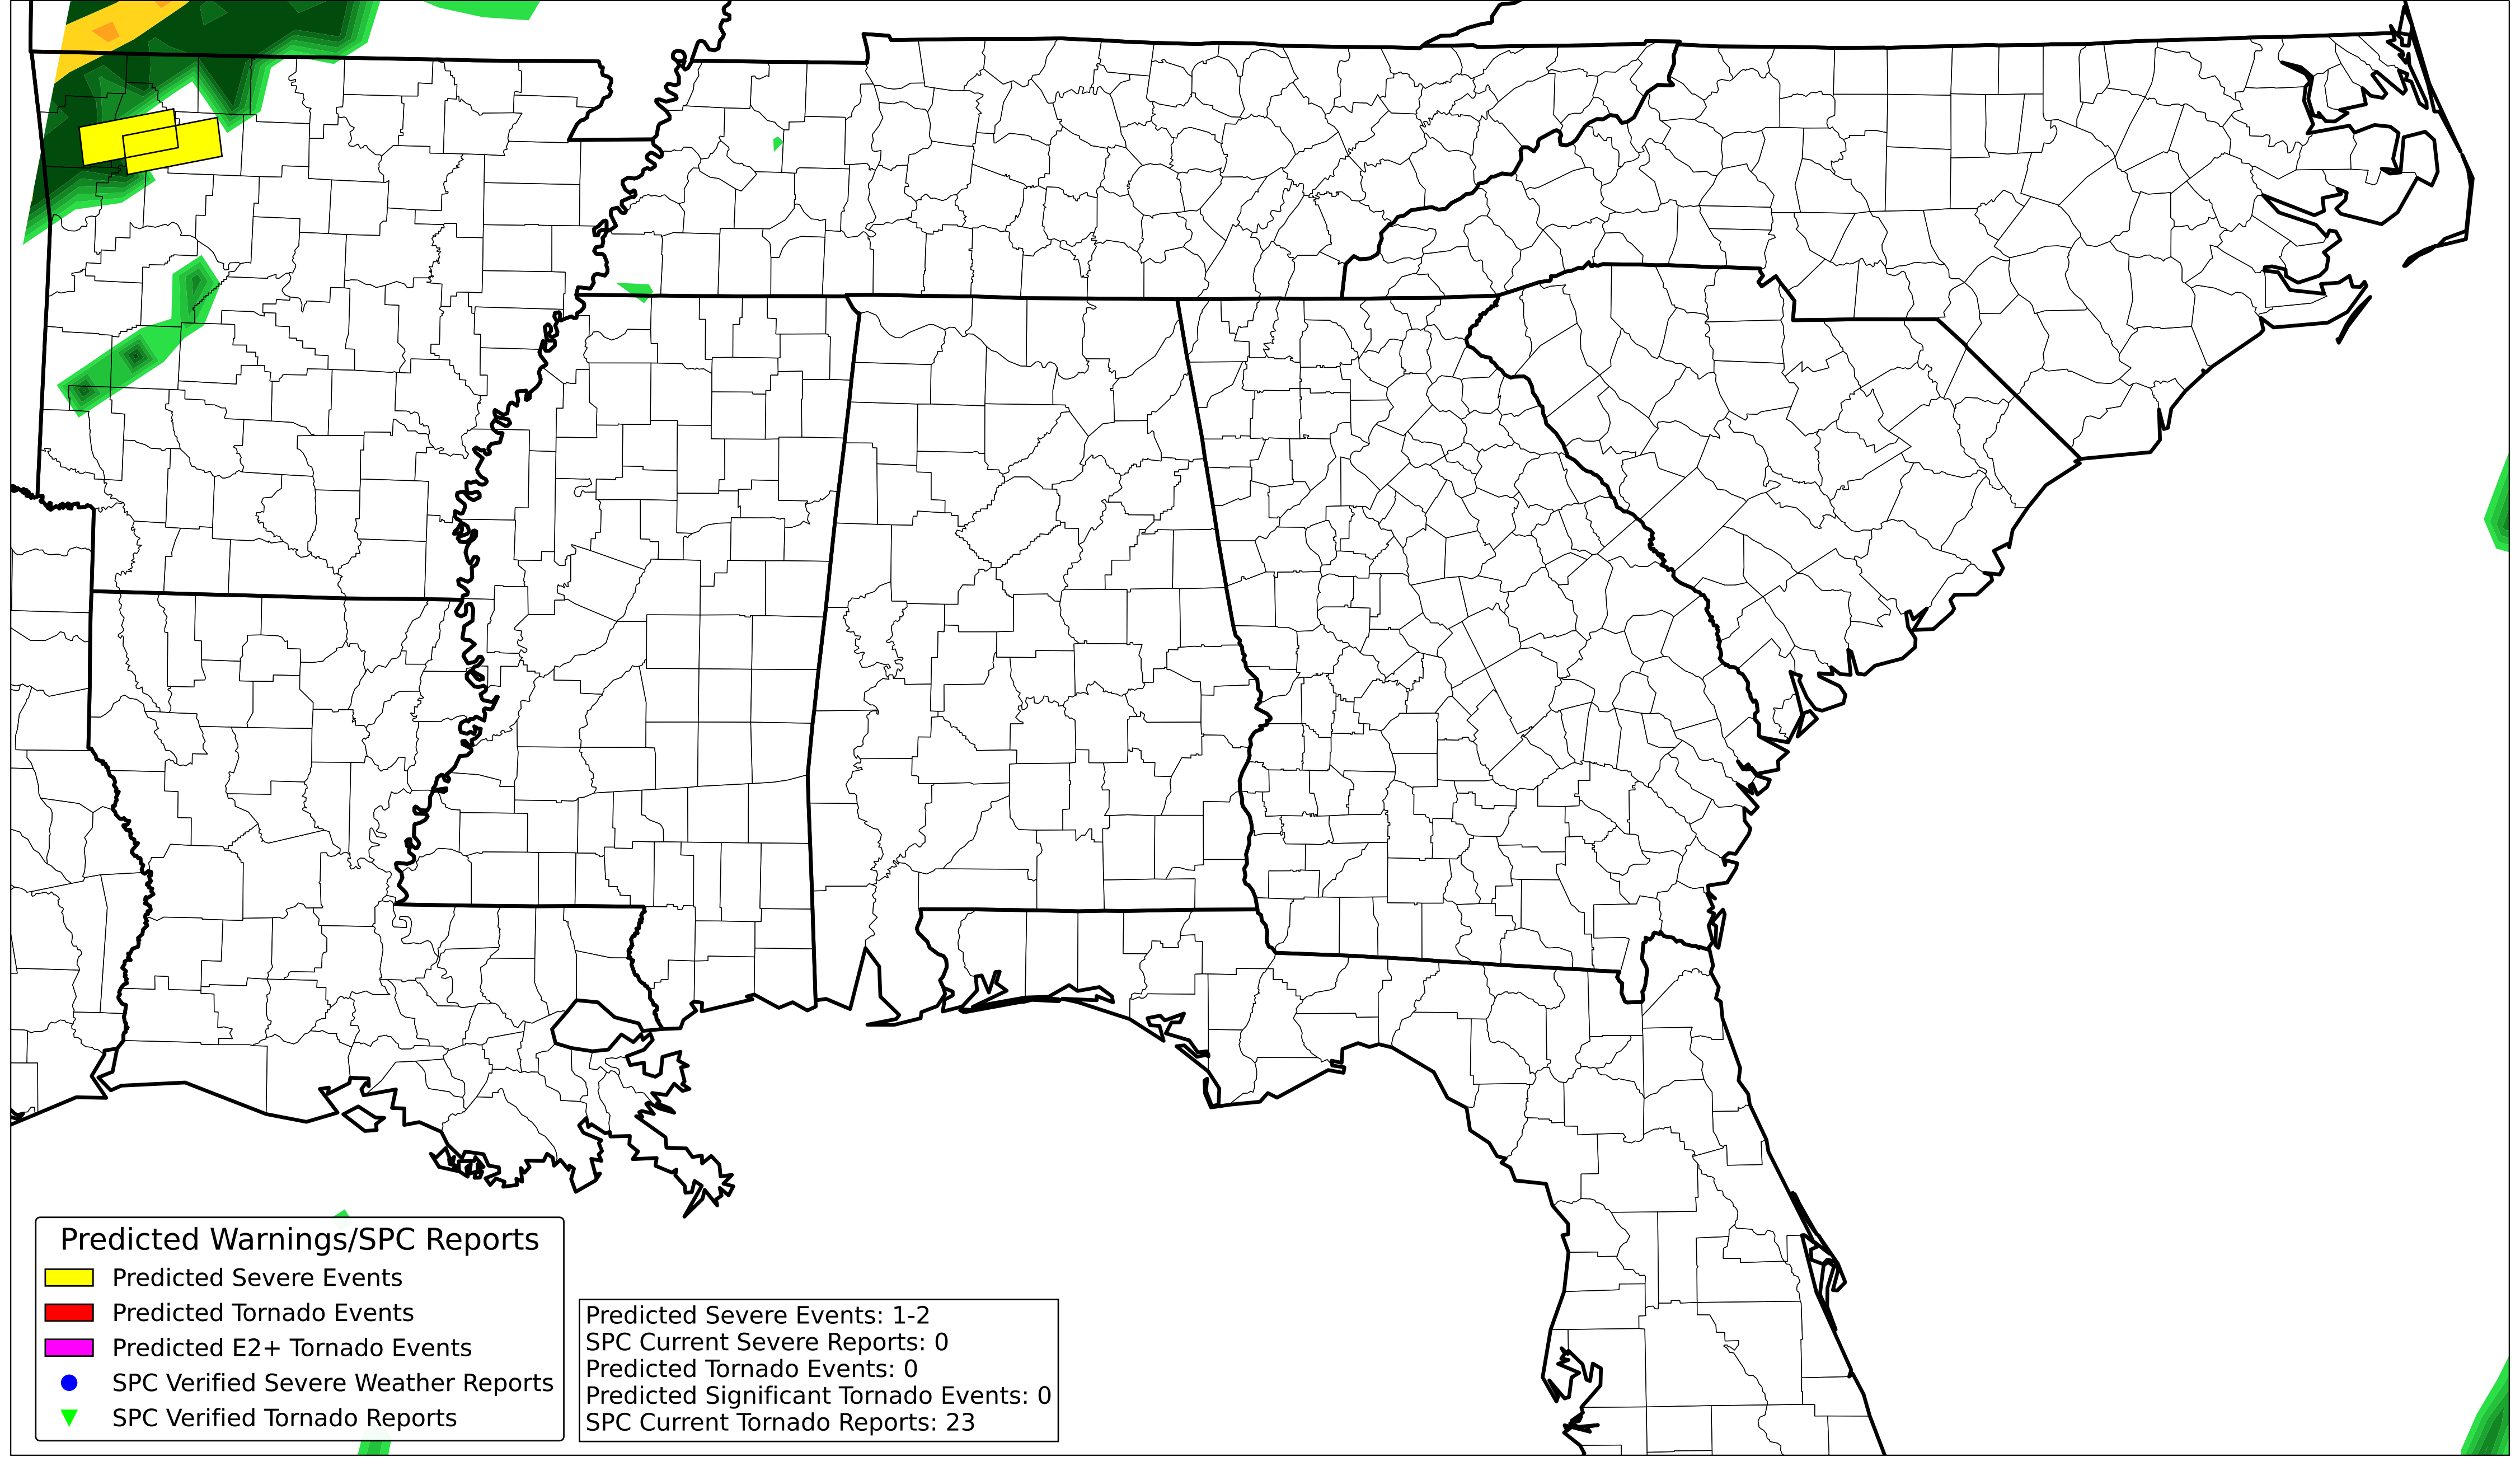 Predicted Warnings/SPC Reports
Predicted Severe Events
Predicted Tornado Events
Predicted E2+ Tornado Events
SPC Verified Severe Weather Reports
SPC Verified Tornado Reports
Predicted Severe Events: 1-2
SPC Current Severe Reports: 0
Predicted Tornado Events: 0
Predicted Significant Tornado Events: 0
SPC Current Tornado Reports: 23